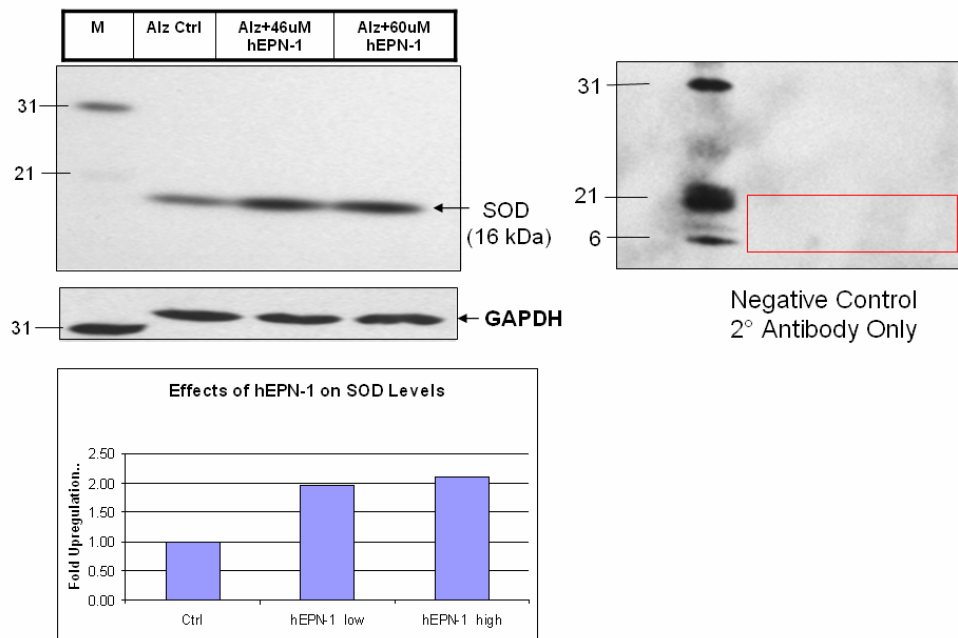 M Alz Ctrl Alz+46uM hEPN-1 Alz+60uM hEPN-1
31
21
SOD
(16 kDa)
31
GAPDH
31
21
6
Negative Control
2° Antibody Only
Effects of hEPN-1 on SOD Levels
Fold Upregulation..
2.50
2.00
1.50
1.00
0.50
0.00
Ctrl hEPN-1 low hEPN-1 high